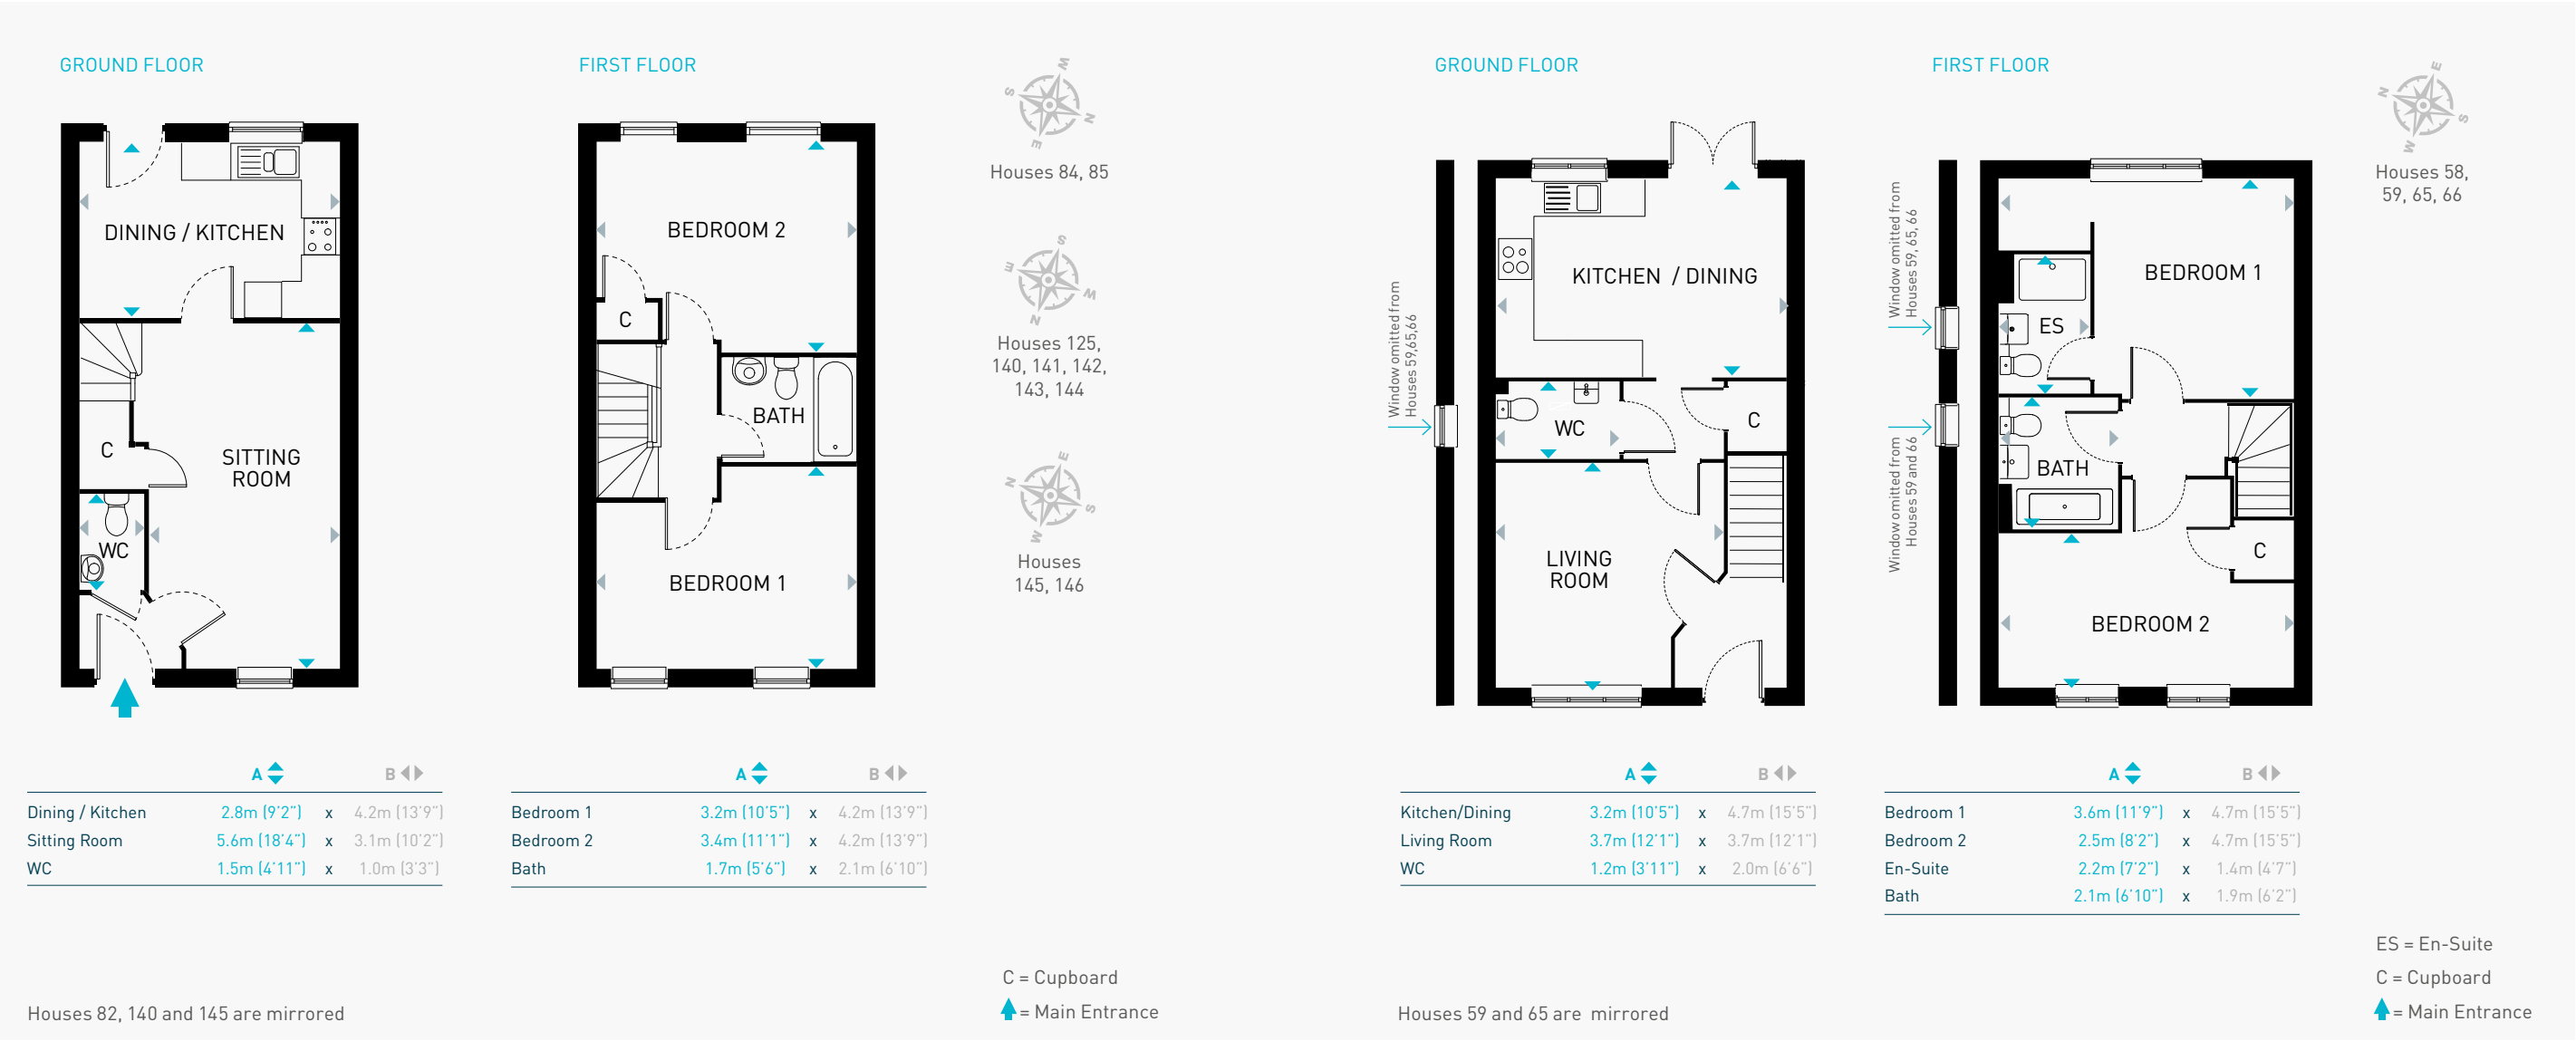 GROUND FLOOR
DINING / KITCHEN
C
SITTING
ROOM
WC
A B
Dining / Kitchen 2.8m (9'2") x 4.2m (13'9")
Sitting Room 5.6m (18'4") x 3.1m (10'2")
WC 1.5m (4'11") x 1.0m (3'3")
Houses 82, 140 and 145 are mirrored
FIRST FLOOR
BEDROOM 2
C
BATH
BEDROOM 1
A B
Bedroom 1 3.2m (10'5") x 4.2m (13'9")
Bedroom 2 3.4m (11'1") x 4.2m (13'9")
Bath 1.7m (5'6") x 2.1m (6'10")
W
S
N
E
Houses 84, 85
S
E
W
N
Houses 125,
140, 141, 142,
143, 144
E
N
S
W
Houses
145, 146
C = Cupboard
= Main Entrance
GROUND FLOOR
Window omitted from
Houses 59,65,66
KITCHEN / DINING
WC
C
LIVING
ROOM
A B
Kitchen/Dining 3.2m (10'5") x 4.7m (15'5")
Living Room 3.7m (12'1") x 3.7m (12'1")
WC 1.2m (3'11") x 2.0m (6'6")
Houses 59 and 65 are mirrored
FIRST FLOOR
Window omitted from
Houses 59, 65, 66
Window omitted from
Houses 59 and 66
BEDROOM 1
ES
BATH
C
BEDROOM 2
A B
Bedroom 1 3.6m (11'9") x 4.7m (15'5")
Bedroom 2 2.5m (8'2") x 4.7m (15'5")
En-Suite 2.2m (7'2") x 1.4m (4'7")
Bath 2.1m (6'10") x 1.9m (6'2")
E
N
S
W
Houses 58,
59, 65, 66
ES = En-Suite
C = Cupboard
= Main Entrance